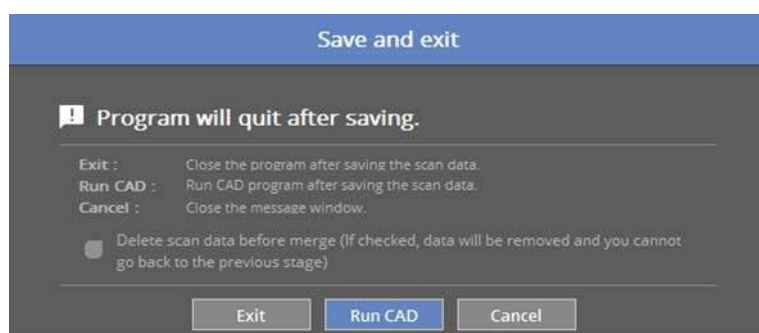 Save and exit
Program will quit after saving.
Exit : Close the program after saving the scan data.
Run CAD : Run CAD program after saving the scan data.
Cancel : Close the message window.
Delete scan data before merge (If checked, data will be removed and you cannot
go back to the previous stage)
Exit Run CAD Cancel